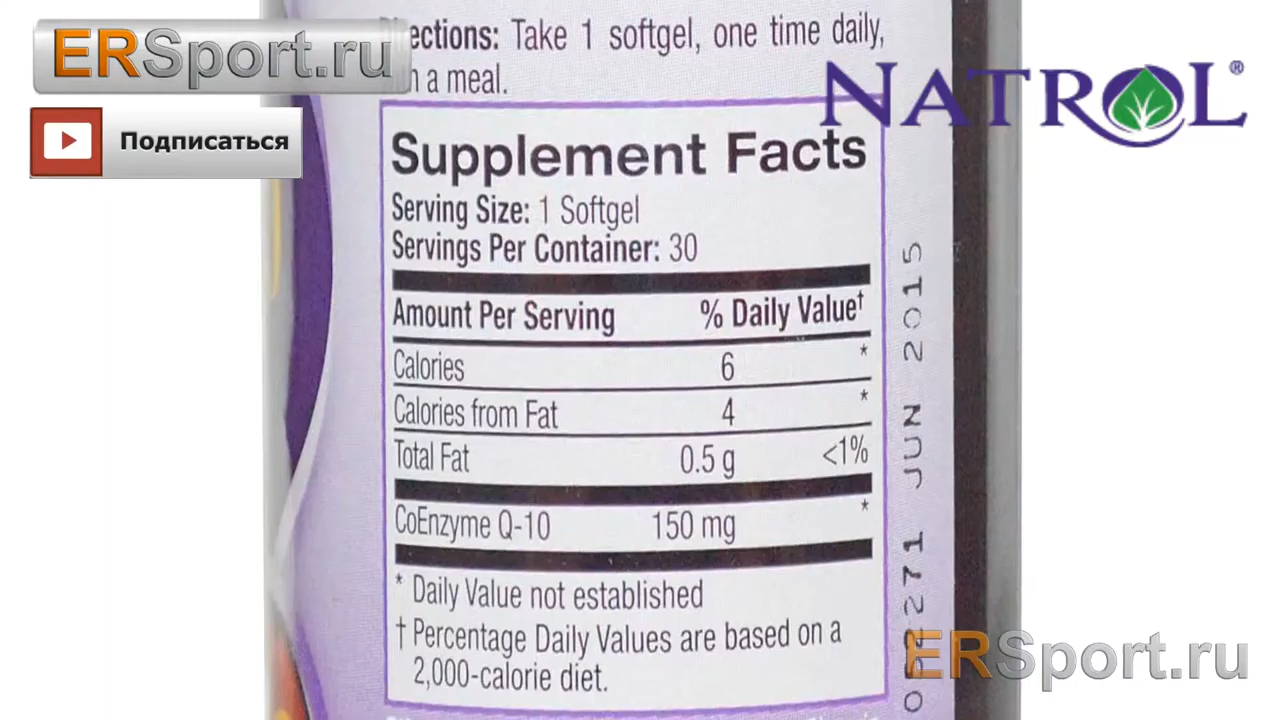 ERSport.ru
Подписаться
NATROL®
Directions: Take 1 softgel, one time daily,
with a meal.
Supplement Facts
Serving Size: 1 Softgel
Servings Per Container: 30
Amount Per Serving % Daily Value†
Calories 6 *
Calories from Fat 4 *
Total Fat 0.5 g <1%
CoEnzyme Q-10 150 mg *
* Daily Value not established
† Percentage Daily Values are based on a
2,000-calorie diet.
JUN 2015
ERSport.ru